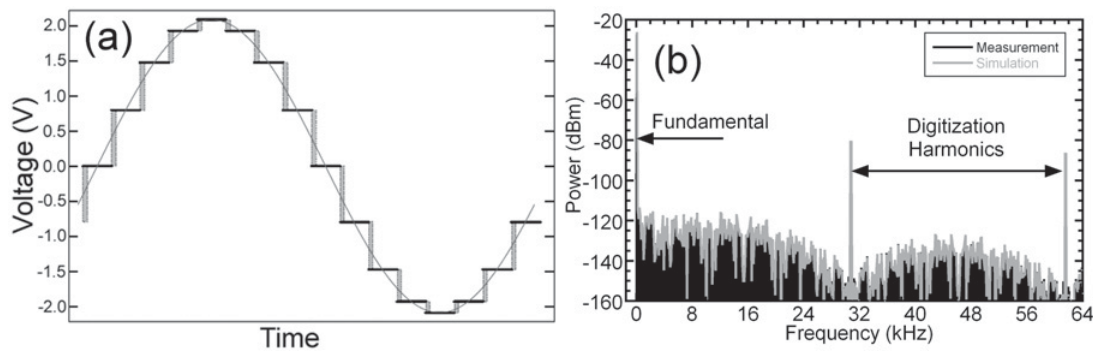 (a)
Voltage (V)
2.0
1.5
1.0
0.5
0.0
-0.5
-1.0
-1.5
-2.0
Time
(b)
Power (dBm)
-20
-40
-60
-80
-100
-120
-140
-160
Measurement
Simulation
Fundamental
Digitization
Harmonics
0 8 16 24 32 40 48 56 64
Frequency (kHz)